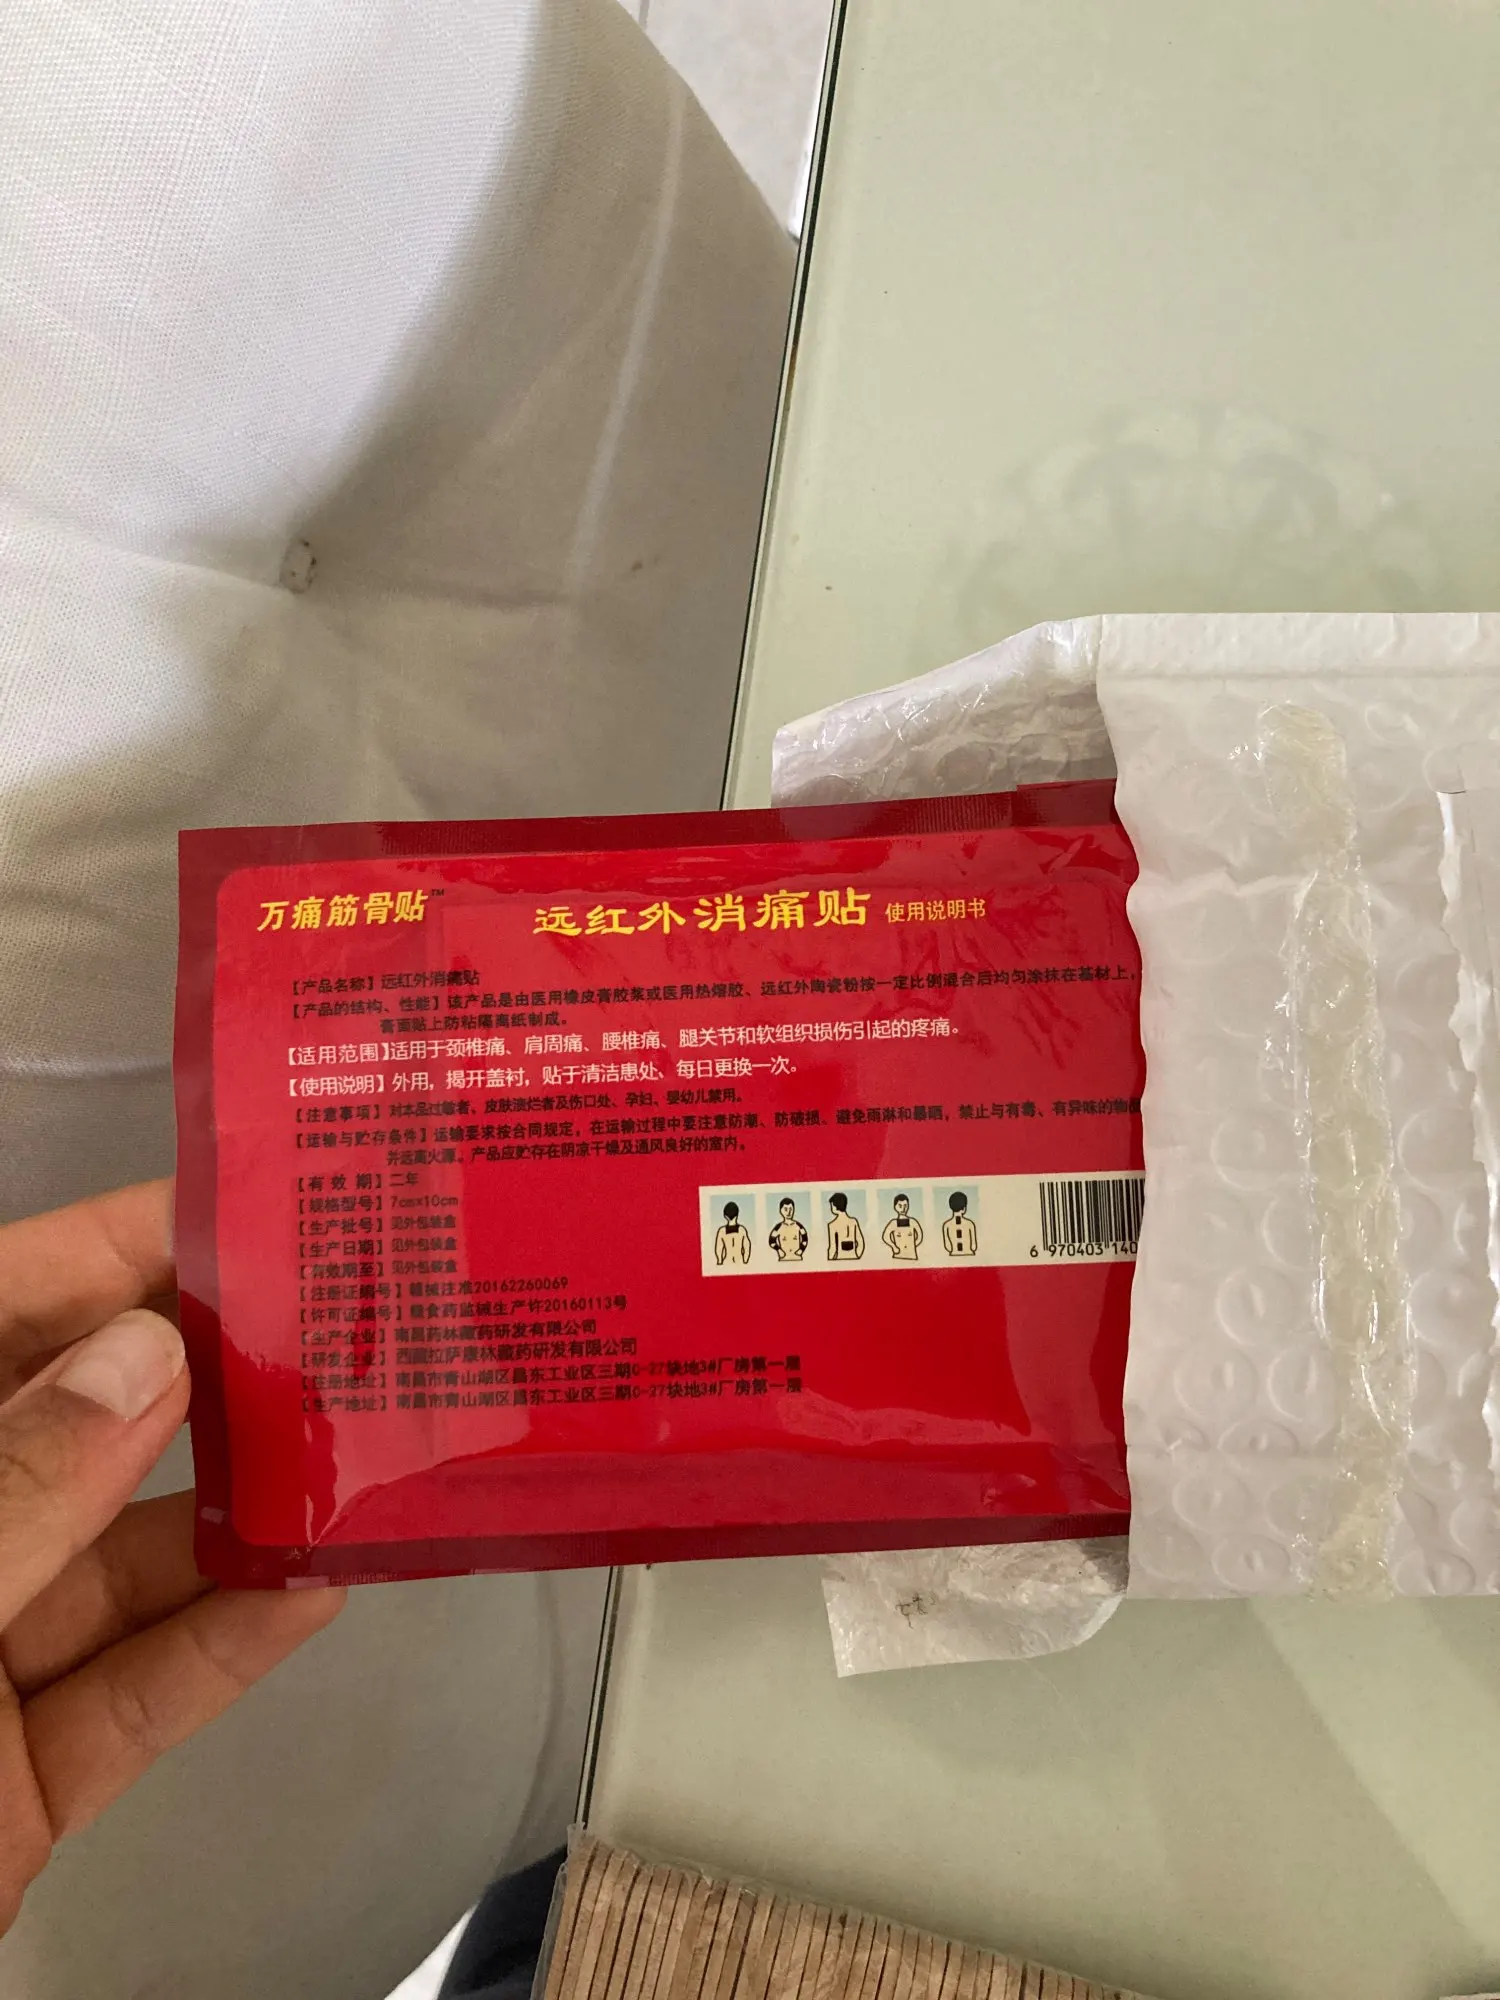 万痛筋骨贴™
远红外消痛贴 使用说明书
【产品名称】远红外消痛贴
【产品的结构、性能】该产品是由医用橡皮膏胶浆或医用热熔胶、远红外陶瓷粉按一定比例混合后均匀涂抹在基材上，
膏面贴上防粘隔离纸制成。
【适用范围】适用于颈椎痛、肩周痛、腰椎痛、腿关节和软组织损伤引起的疼痛。
【使用说明】外用，揭开盖衬，贴于清洁患处、每日更换一次。
【注意事项】对本品过敏者、皮肤溃烂者及伤口处、孕妇、婴幼儿禁用。
【运输与贮存条件】运输要求按合同规定，在运输过程中要注意防潮、防破损、避免雨淋和暴晒，禁止与有毒、有异味的物
并远离火源。产品应贮存在阴凉干燥及通风良好的室内。
【有效期】二年
【规格型号】7cm×10cm
【生产批号】见外包装盒
【生产日期】见外包装盒
【有效期至】见外包装盒
【注册证编号】赣械注准20162260069
【许可证编号】赣食药监械生产许20160113号
【生产企业】南昌药林藏药研发有限公司
【研发企业】西藏拉萨康林藏药研发有限公司
【注册地址】南昌市青山湖区昌东工业区三期C-27块地3#厂房第一层
【生产地址】南昌市青山湖区昌东工业区三期C-27块地3#厂房第一层
6 970403 140